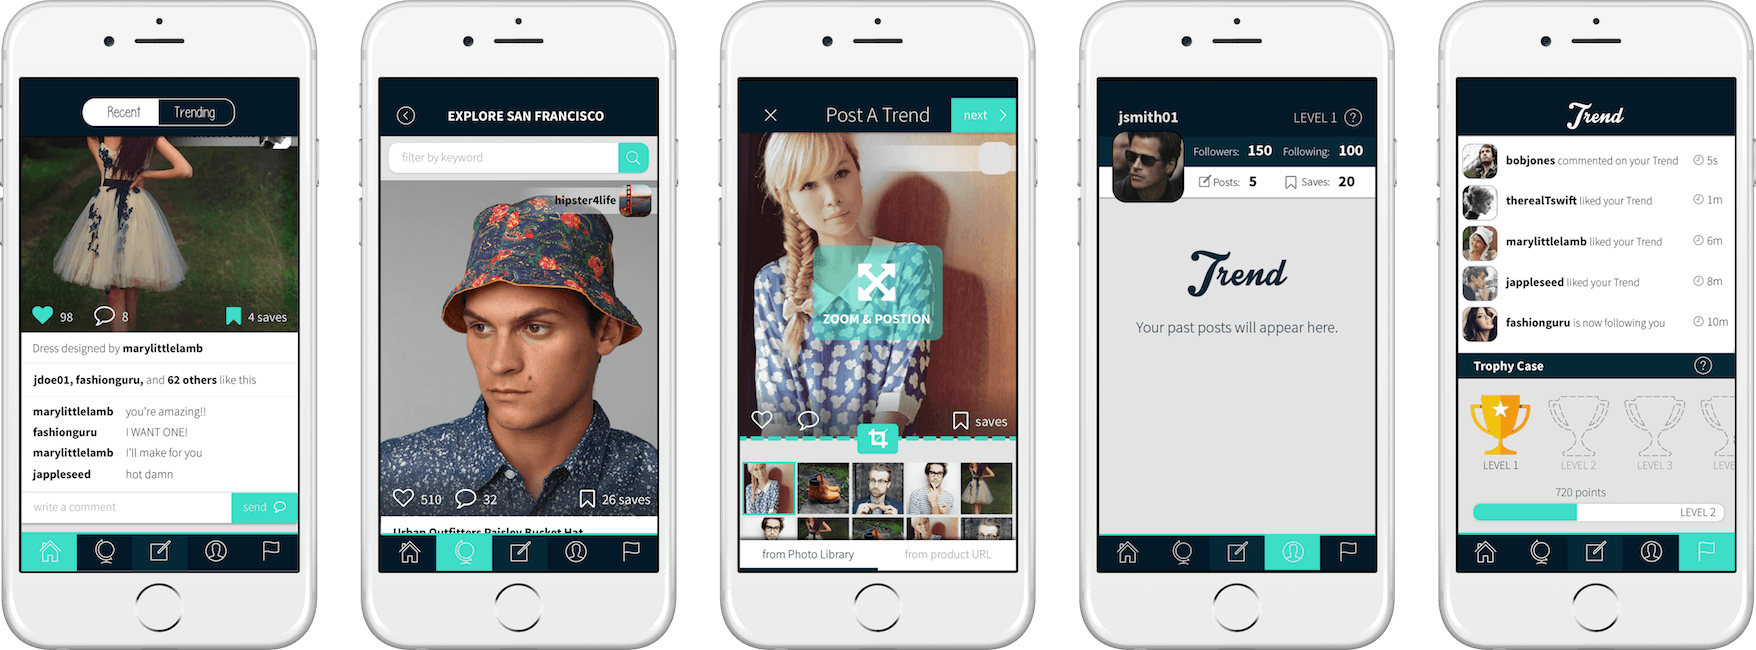 Recent Trending
98 8 4 saves
Dress designed by marylittlelamb
jdoe01, fashionguru, and 62 others like this
marylittlelamb you're amazing!!
fashionguru I WANT ONE!
marylittlelamb I'll make for you
jappleseed hot damn
write a comment send
EXPLORE SAN FRANCISCO
filter by keyword
hipster4life
510 32 26 saves
Urban Outfitters Paisley Bucket Hat
Post A Trend next
ZOOM & POSTION
saves
from Photo Library from product URL
jsmith01 LEVEL 1 ?
Followers: 150 Following: 100
Posts: 5 Saves: 20
Trend
Your past posts will appear here.
Trend
bobjones commented on your Trend 5s
therealTswift liked your Trend 1m
marylittlelamb liked your Trend 6m
jappleseed liked your Trend 8m
fashionguru is now following you 10m
Trophy Case ?
LEVEL 1 LEVEL 2 LEVEL 3 LEVE
720 points
LEVEL 2